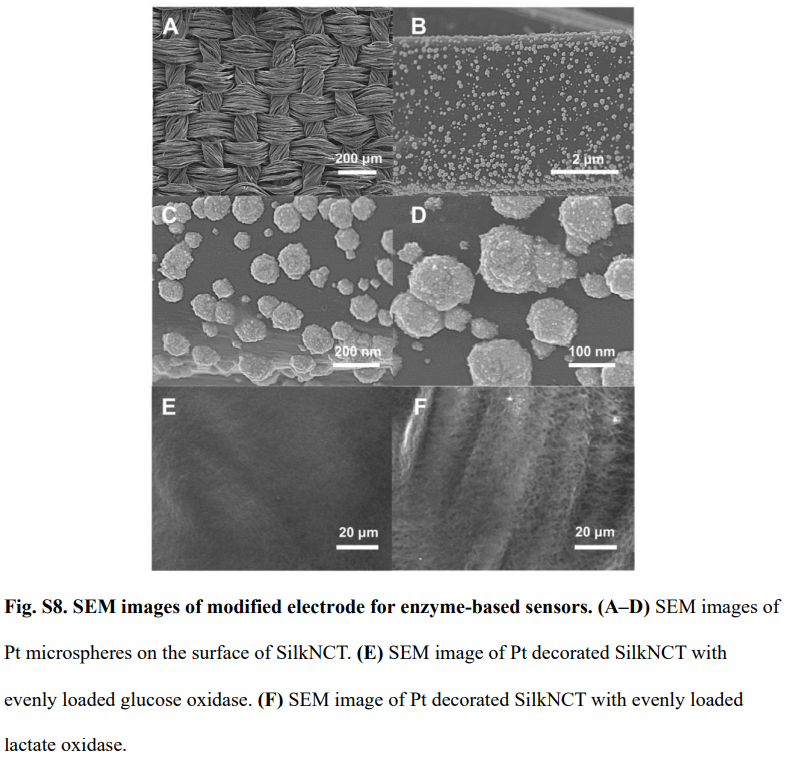 A
B
200 µm
2 µm
C
D
200 nm
100 nm
E
F
20 µm
20 µm
Fig. S8. SEM images of modified electrode for enzyme-based sensors. (A–D) SEM images of
Pt microspheres on the surface of SilkNCT. (E) SEM image of Pt decorated SilkNCT with
evenly loaded glucose oxidase. (F) SEM image of Pt decorated SilkNCT with evenly loaded
lactate oxidase.